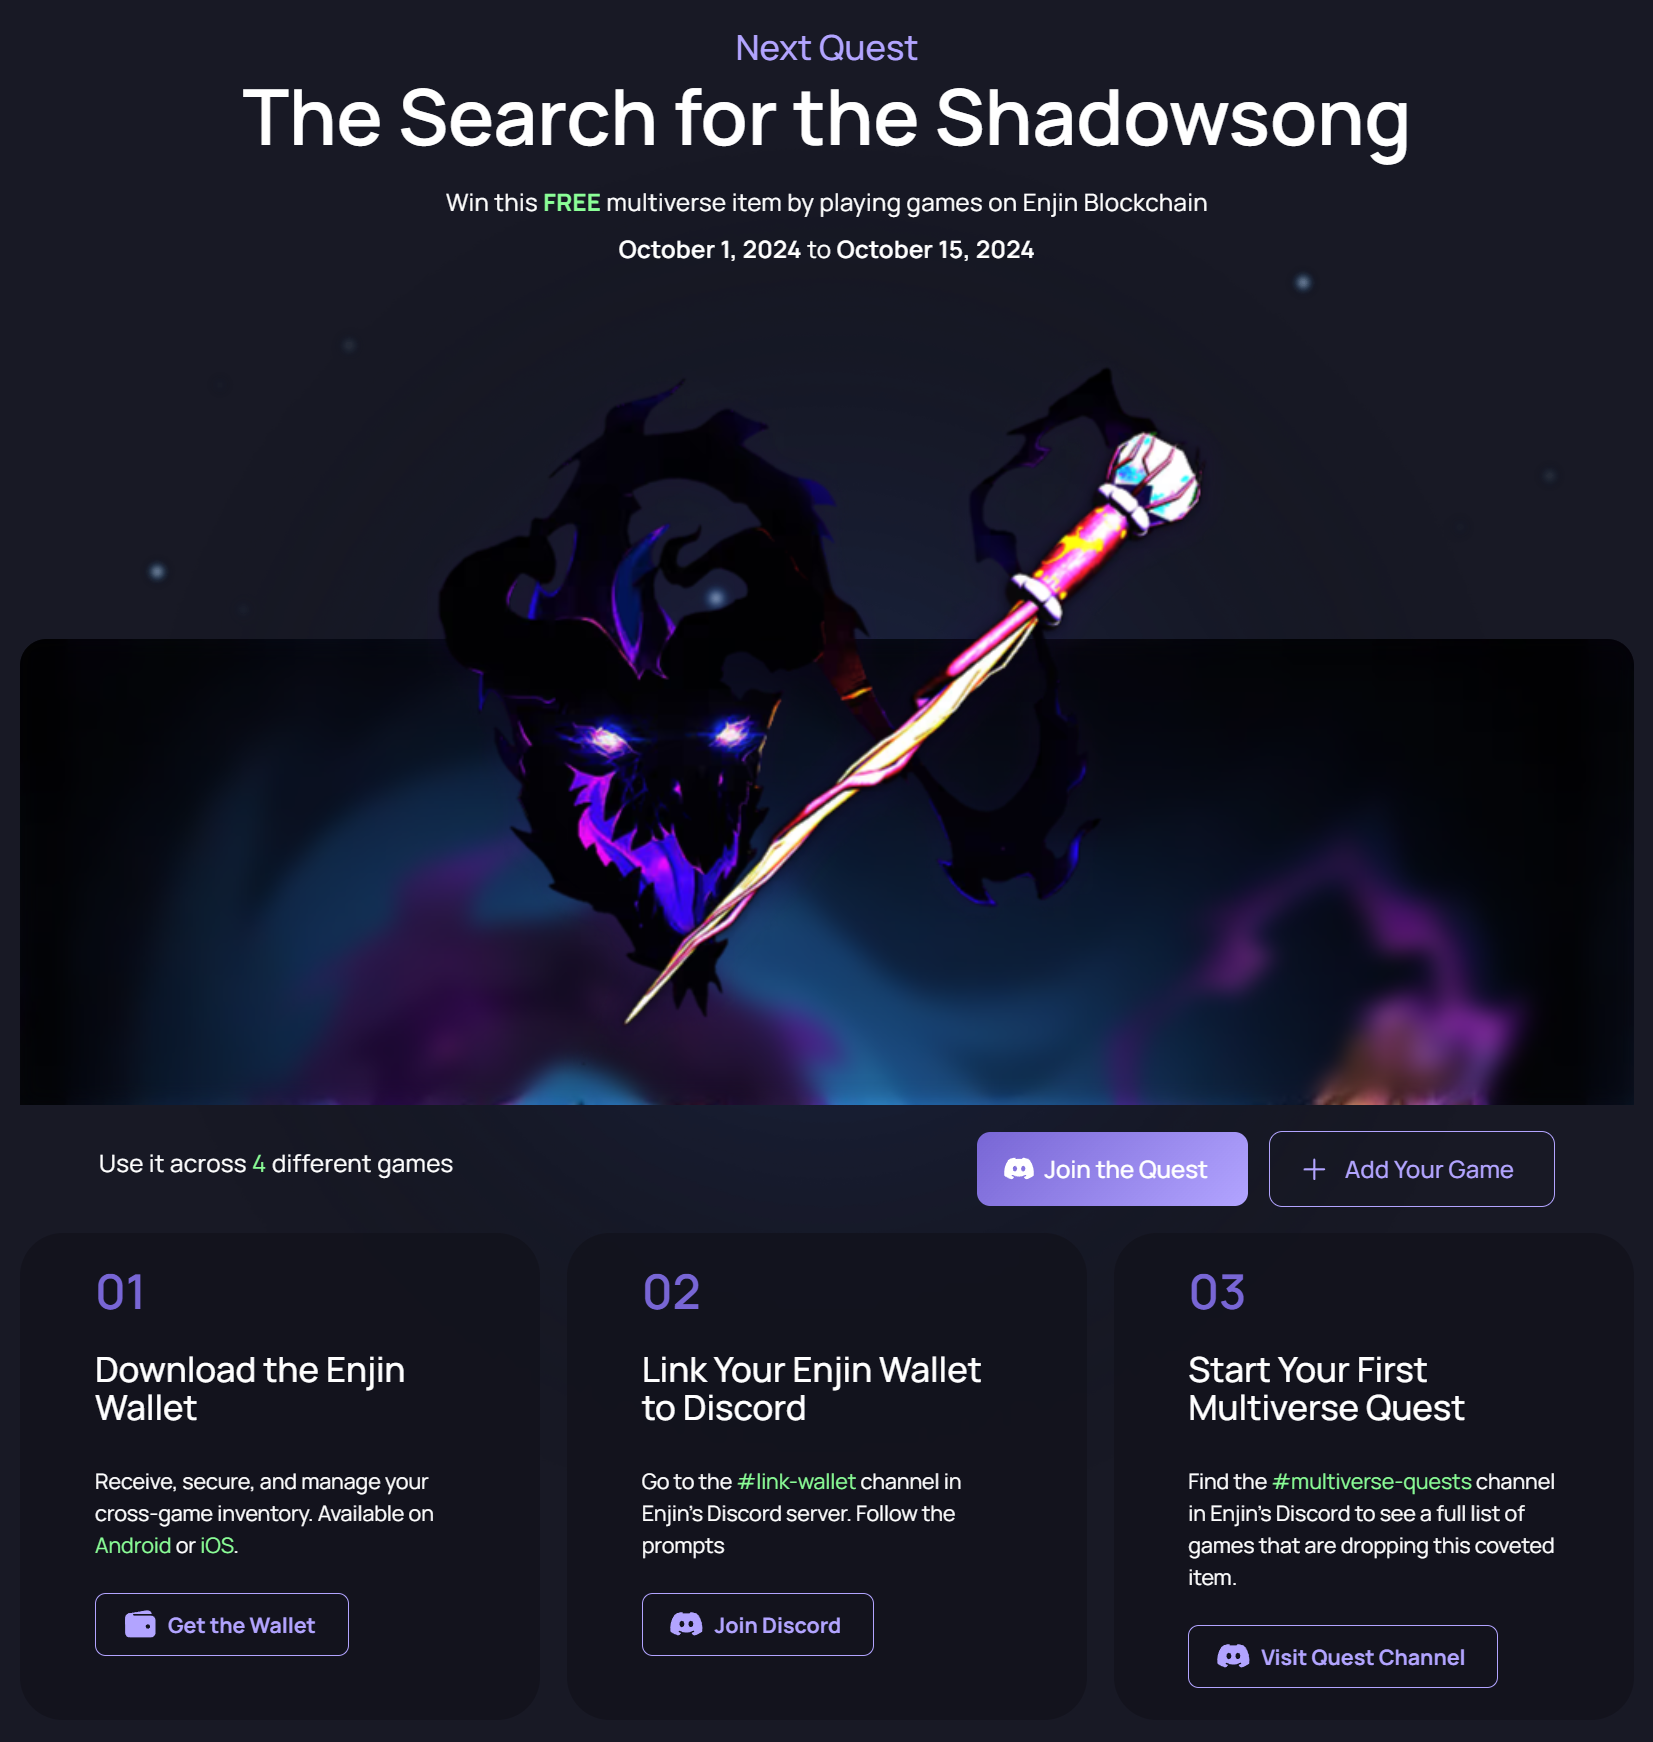 Next Quest
The Search for the Shadowsong
Win this FREE multiverse item by playing games on Enjin Blockchain
October 1, 2024 to October 15, 2024
Use it across 4 different games
Join the Quest
Add Your Game
01
Download the Enjin
Wallet
Receive, secure, and manage your
cross-game inventory. Available on
Android or iOS.
Get the Wallet
02
Link Your Enjin Wallet
to Discord
Go to the #link-wallet channel in
Enjin’s Discord server. Follow the
prompts
Join Discord
03
Start Your First
Multiverse Quest
Find the #multiverse-quests channel
in Enjin’s Discord to see a full list of
games that are dropping this coveted
item.
Visit Quest Channel